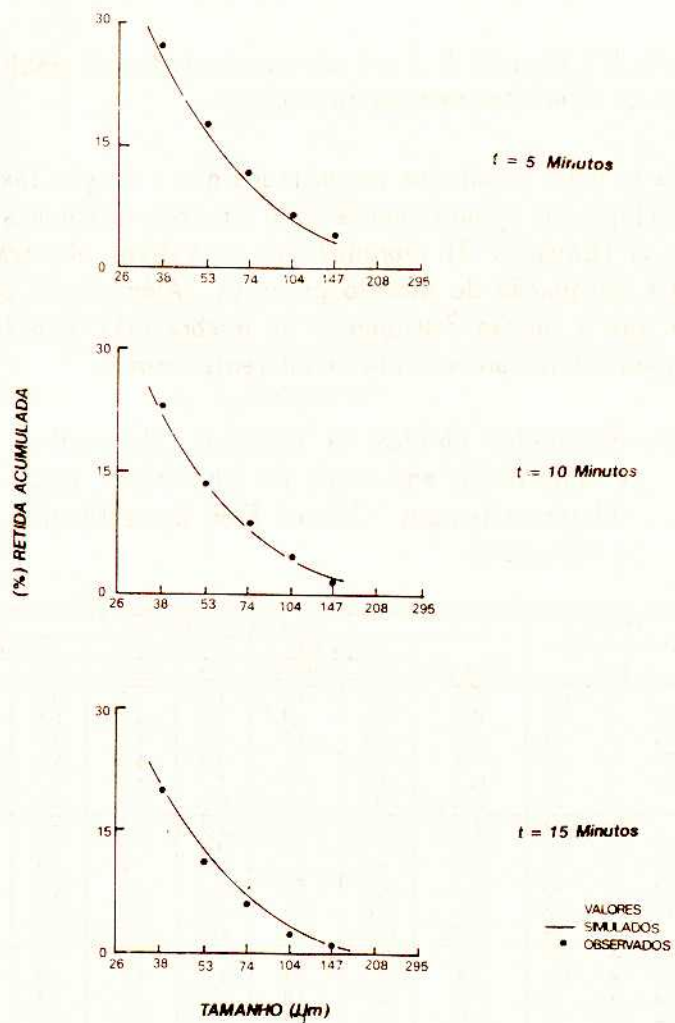 30
15
0
26 38 53 74 104 147 208 295
t = 5 Minutos
30
15
0
26 38 53 74 104 147 208 295
t = 10 Minutos
(%) RETIDA ACUMULADA
30
15
0
26 38 53 74 104 147 208 295
t = 15 Minutos
VALORES
SIMULADOS
OBSERVADOS
TAMANHO (μm)